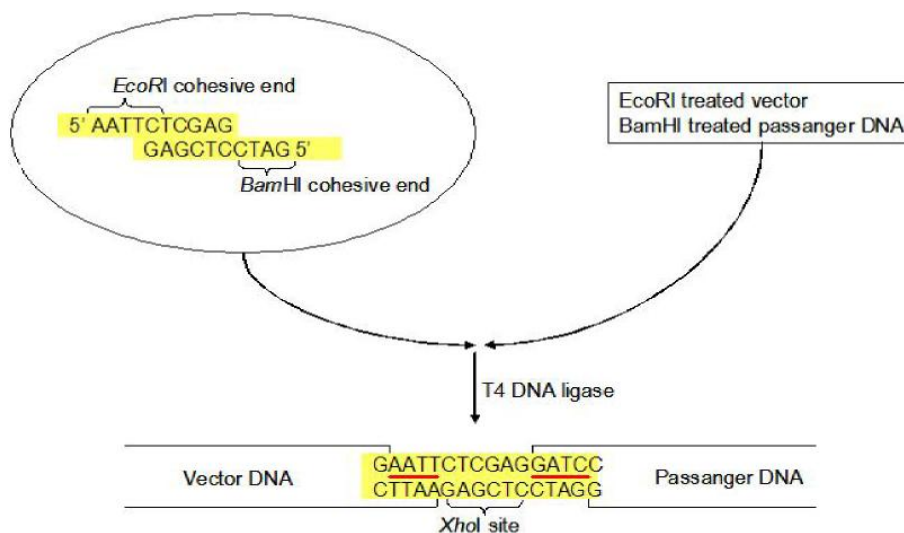 EcoRI cohesive end
5' AATTCTCGAG
GAGCTCCTAG 5'
BamHI cohesive end
EcoRI treated vector
BamHI treated passanger DNA
T4 DNA ligase
Vector DNA
GAATTCTCGAGGATCC
CTTAAGAGCTCCTAGG
Passanger DNA
XhoI site